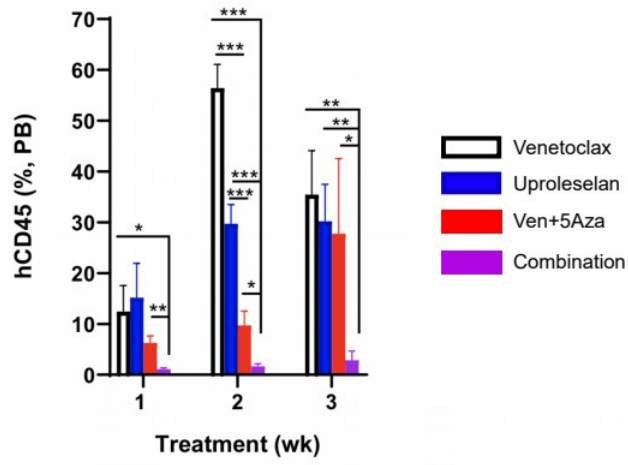 70
60
50
40
30
20
10
0
hCD45 (%, PB)
*
**
***
***
***
***
*
**
**
*
1 2 3
Treatment (wk)
Venetoclax
Uproleselan
Ven+5Aza
Combination